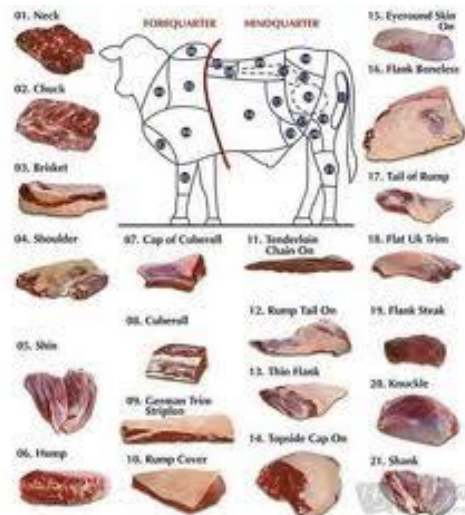 01. Neck
FOREQUARTER
HINDQUARTER
02. Chuck
03. Brisket
04. Shoulder
05. Shin
06. Hump
07. Cap of Cuberoll
08. Cuberoll
09. German Trim
Striplon
10. Rump Cover
11. Tenderloin
Chain On
12. Rump Tail On
13. Thin Flank
14. Topside Cap On
15. Eyeround Skin
On
16. Flank Boneless
17. Tail of Rump
18. Flat Uk Trim
19. Flank Steak
20. Knuckle
21. Shank